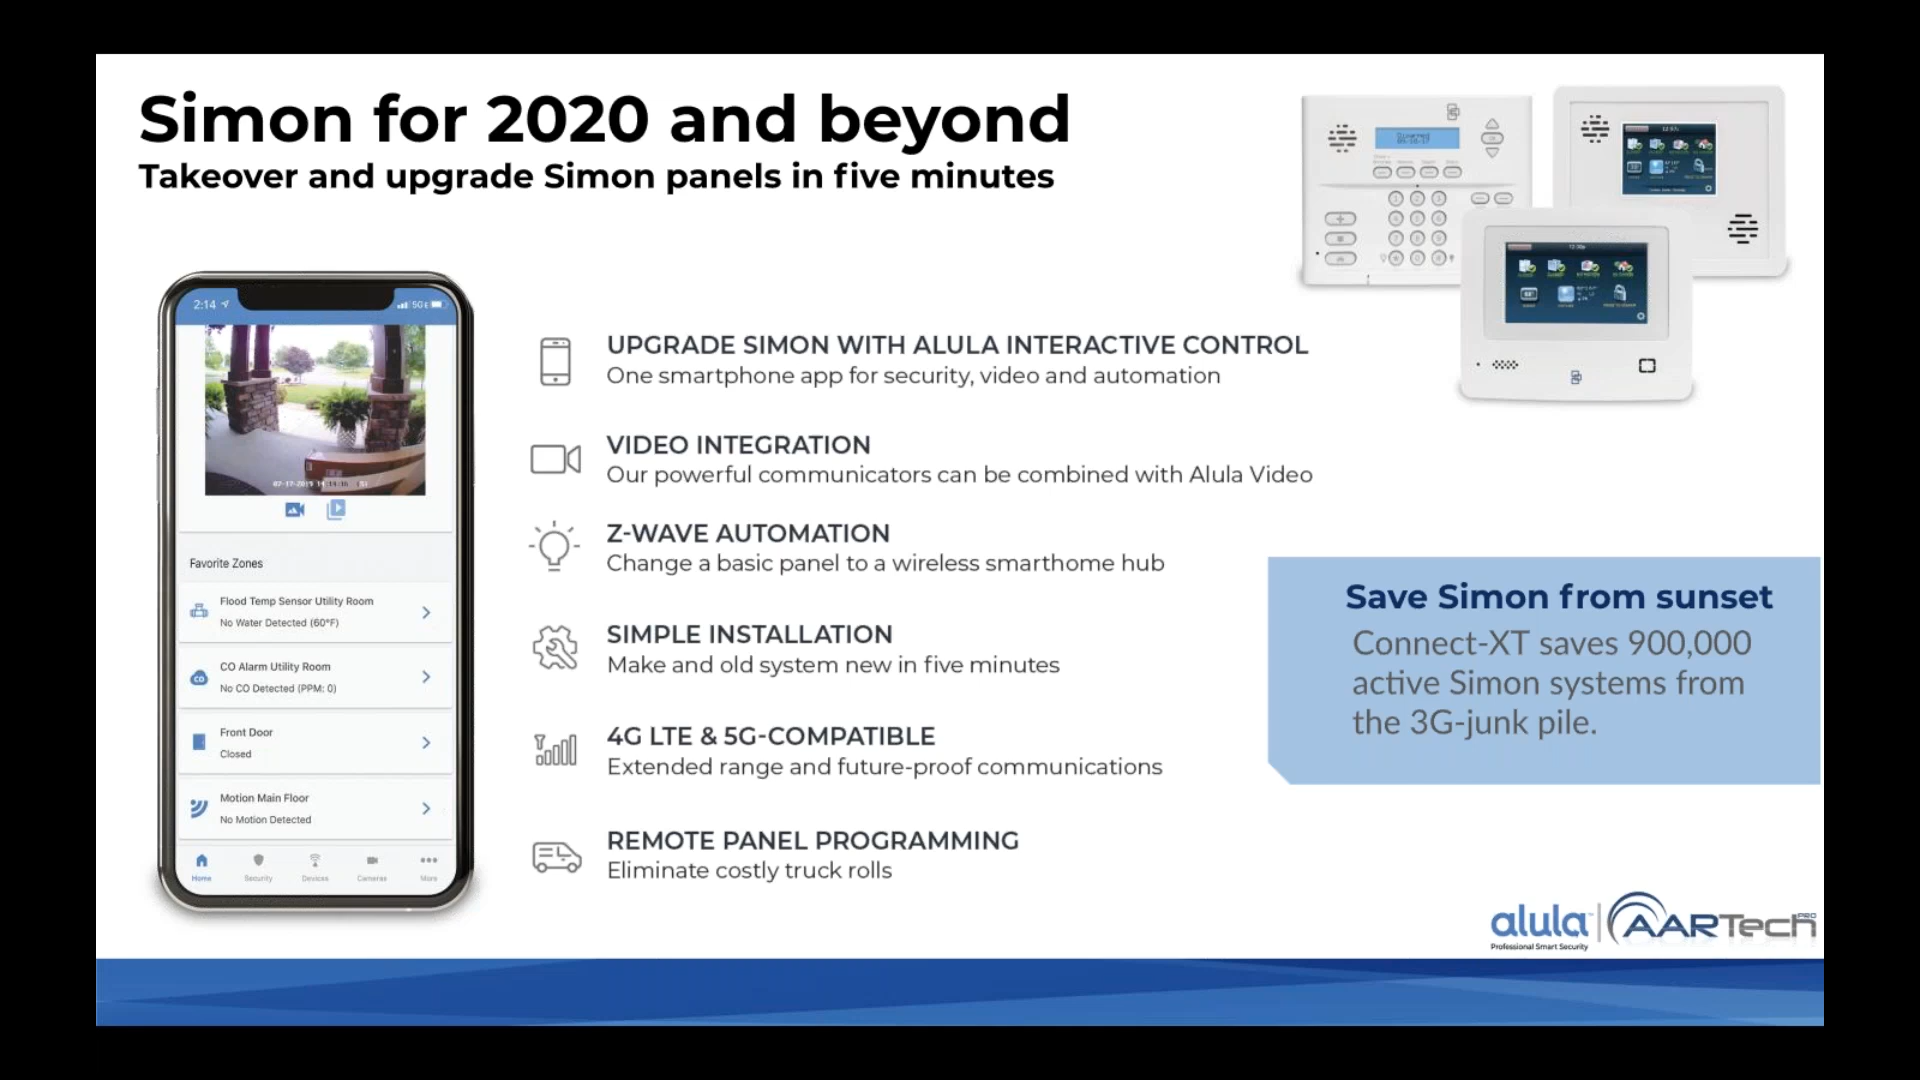 Simon for 2020 and beyond
Takeover and upgrade Simon panels in five minutes
2:14
5G
Favorite Zones
Flood Temp Sensor Utility Room
No Water Detected (60°F)
CO Alarm Utility Room
No CO Detected (PPM: 0)
CO
Front Door
Closed
Motion Main Floor
No Motion Detected
Home
Security
Devices
Cameras
More
UPGRADE SIMON WITH ALULA INTERACTIVE CONTROL
One smartphone app for security, video and automation
VIDEO INTEGRATION
Our powerful communicators can be combined with Alula Video
Z-WAVE AUTOMATION
Change a basic panel to a wireless smarthome hub
SIMPLE INSTALLATION
Make and old system new in five minutes
4G LTE & 5G-COMPATIBLE
Extended range and future-proof communications
REMOTE PANEL PROGRAMMING
Eliminate costly truck rolls
Save Simon from sunset
Connect-XT saves 900,000
active Simon systems from
the 3G-junk pile.
alula
Professional Smart Security
AARTech PRO